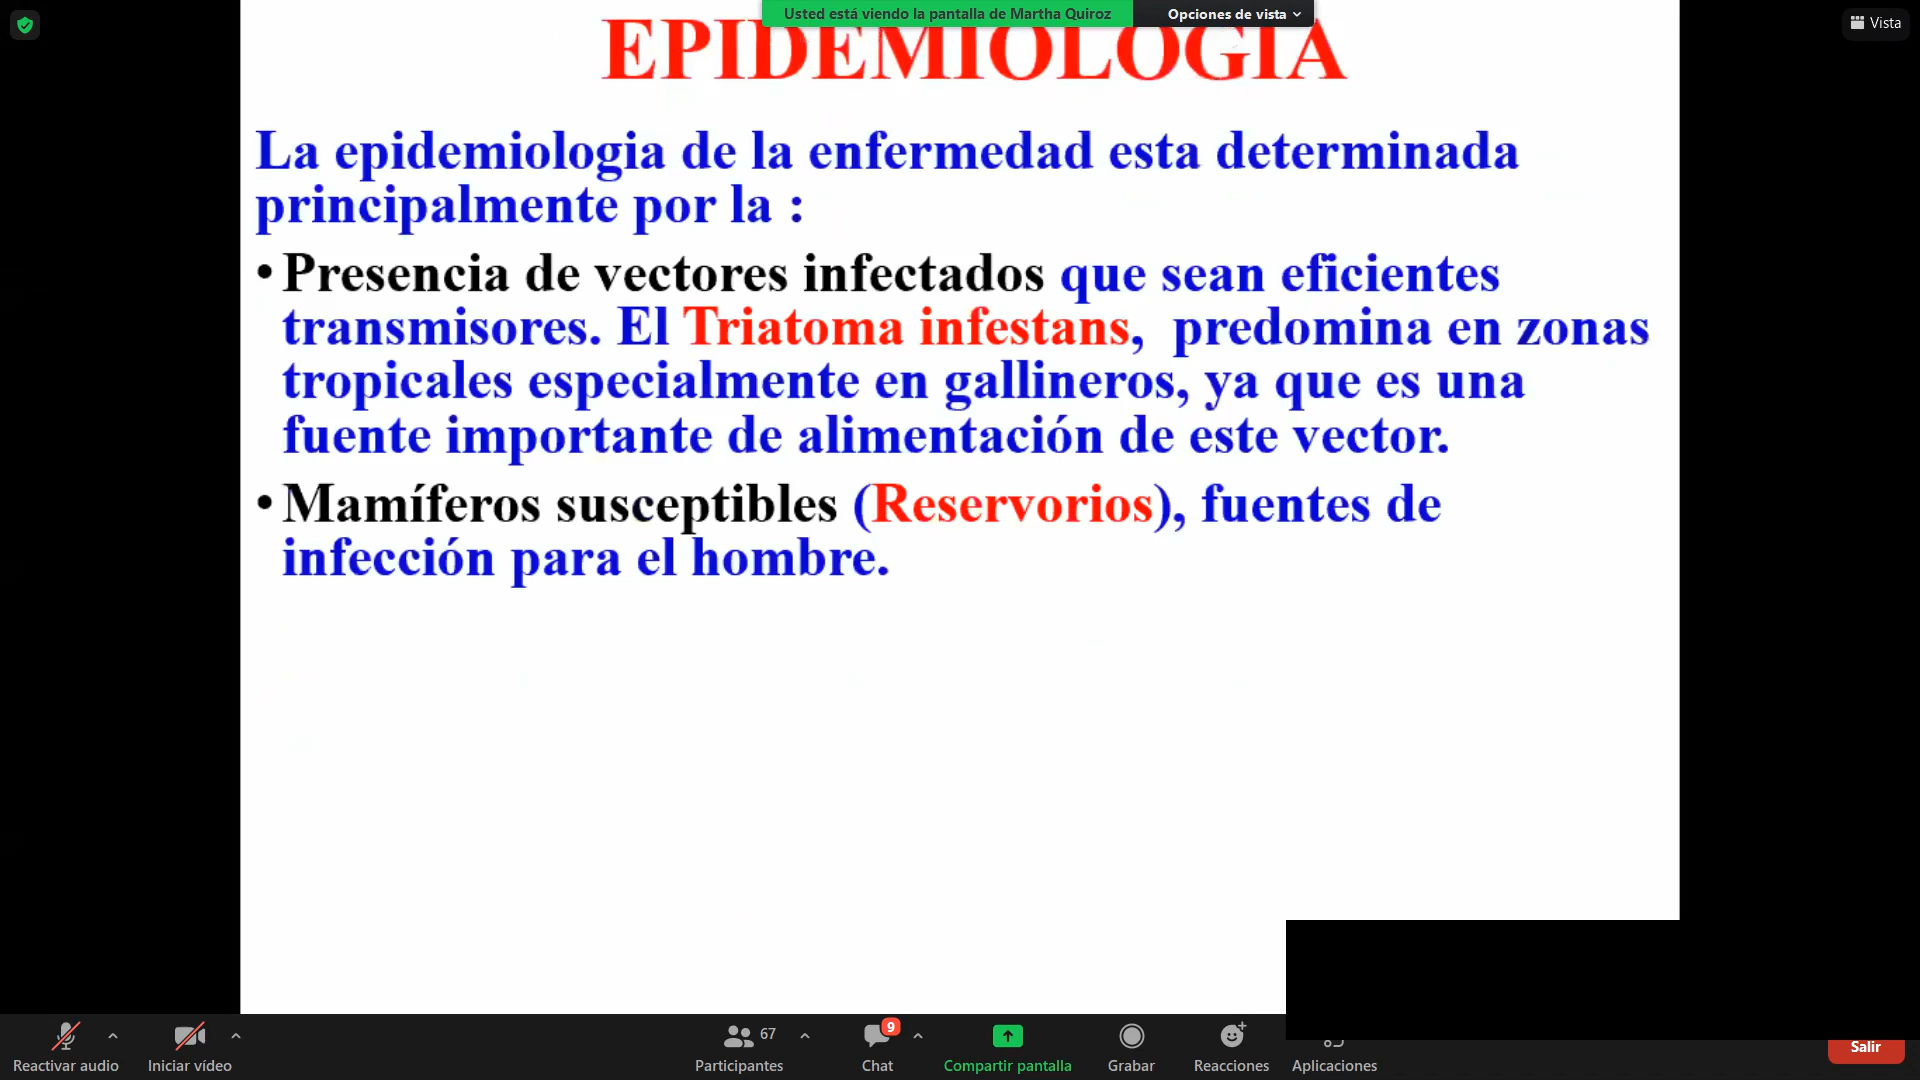 Usted está viendo la pantalla de Martha Quiroz
Opciones de vista
Vista
EPIDEMIOLOGIA
La epidemiologia de la enfermedad esta determinada
principalmente por la :
• Presencia de vectores infectados que sean eficientes
transmisores. El Triatoma infestans, predomina en zonas
tropicales especialmente en gallineros, ya que es una
fuente importante de alimentación de este vector.
• Mamíferos susceptibles (Reservorios), fuentes de
infección para el hombre.
67
9
Reactivar audio
Iniciar vídeo
Participantes
Chat
Compartir pantalla
Grabar
Reacciones
Aplicaciones
Salir